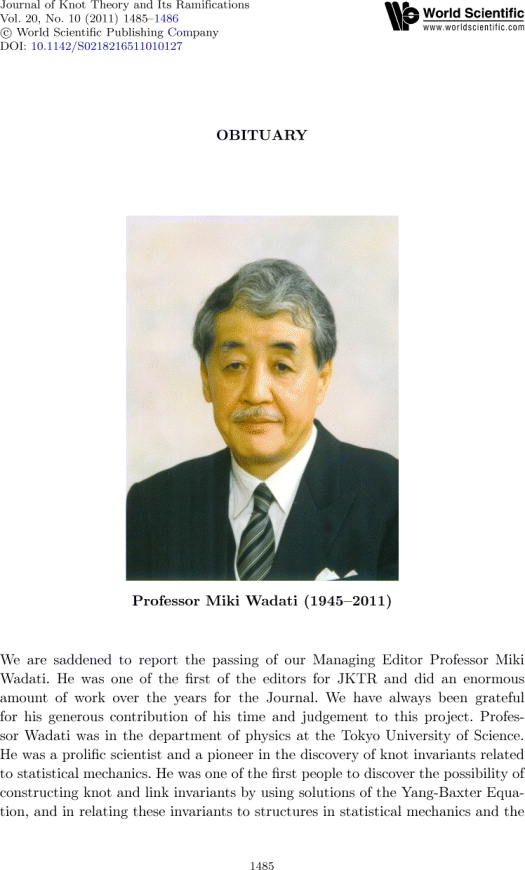 Journal of Knot Theory and Its Ramifications
Vol. 20, No. 10 (2011) 1485–1486
© World Scientific Publishing Company
DOI: 10.1142/S0218216511010127
World Scientific
www.worldscientific.com
OBITUARY
Professor Miki Wadati (1945–2011)
We are saddened to report the passing of our Managing Editor Professor Miki
Wadati. He was one of the first of the editors for JKTR and did an enormous
amount of work over the years for the Journal. We have always been grateful
for his generous contribution of his time and judgement to this project. Profes-
sor Wadati was in the department of physics at the Tokyo University of Science.
He was a prolific scientist and a pioneer in the discovery of knot invariants related
to statistical mechanics. He was one of the first people to discover the possibility of
constructing knot and link invariants by using solutions of the Yang-Baxter Equa-
tion, and in relating these invariants to structures in statistical mechanics and the
1485